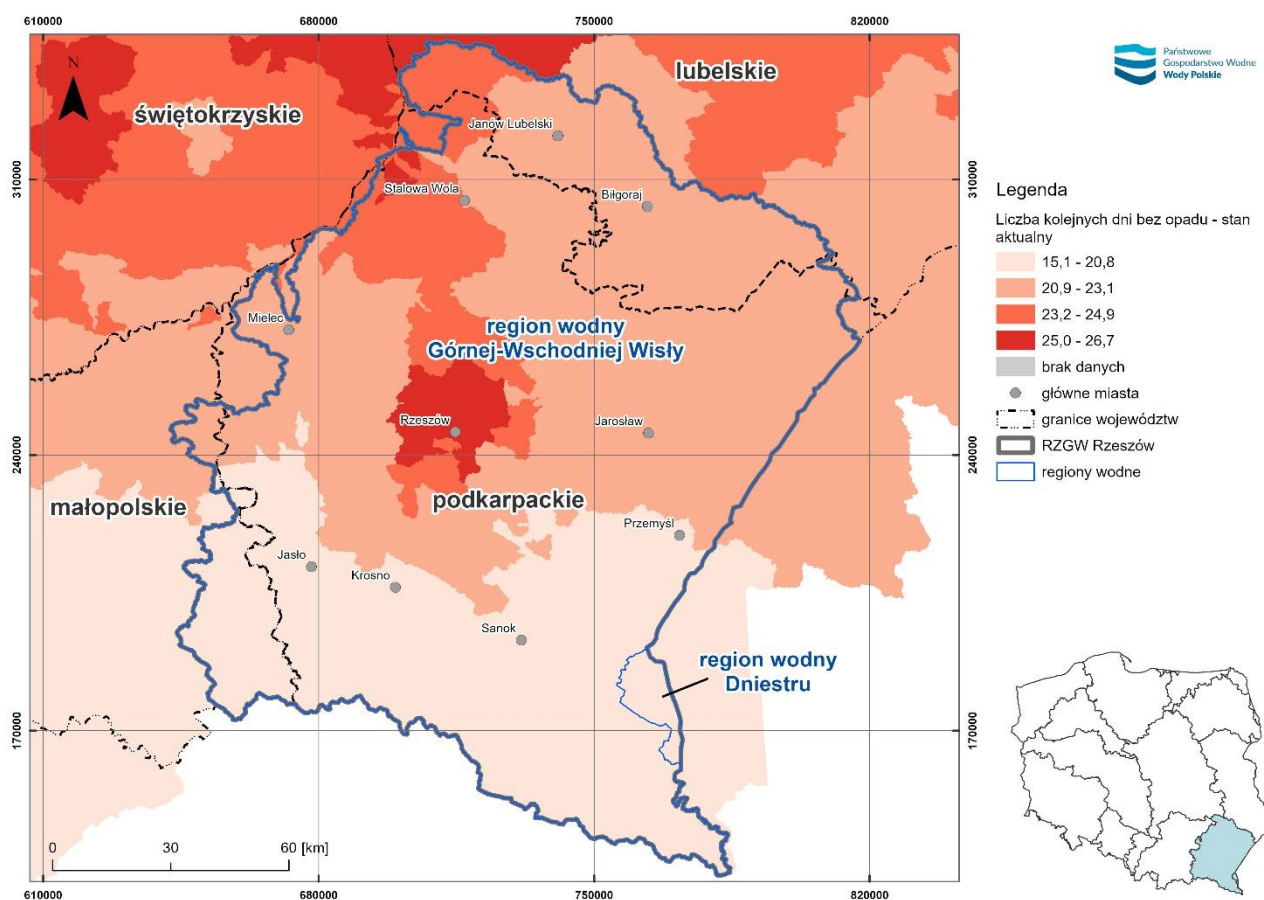 610000
680000
750000
820000
N
świętokrzyskie
lubelskie
Państwowe
Gospodarstwo Wodne
Wody Polskie
Janów Lubelski
310000
310000
Stalowa Wola
Biłgoraj
Legenda
Liczba kolejnych dni bez opadu - stan
aktualny
15,1 - 20,8
20,9 - 23,1
23,2 - 24,9
25,0 - 26,7
brak danych
główne miasta
granice województw
RZGW Rzeszów
regiony wodne
Mielec
region wodny
Górnej-Wschodniej Wisły
Rzeszów
Jarosław
240000
240000
małopolskie
podkarpackie
Przemyśl
Jasło
Krosno
Sanok
region wodny
Dniestru
170000
170000
0
30
60 [km]
610000
680000
750000
820000